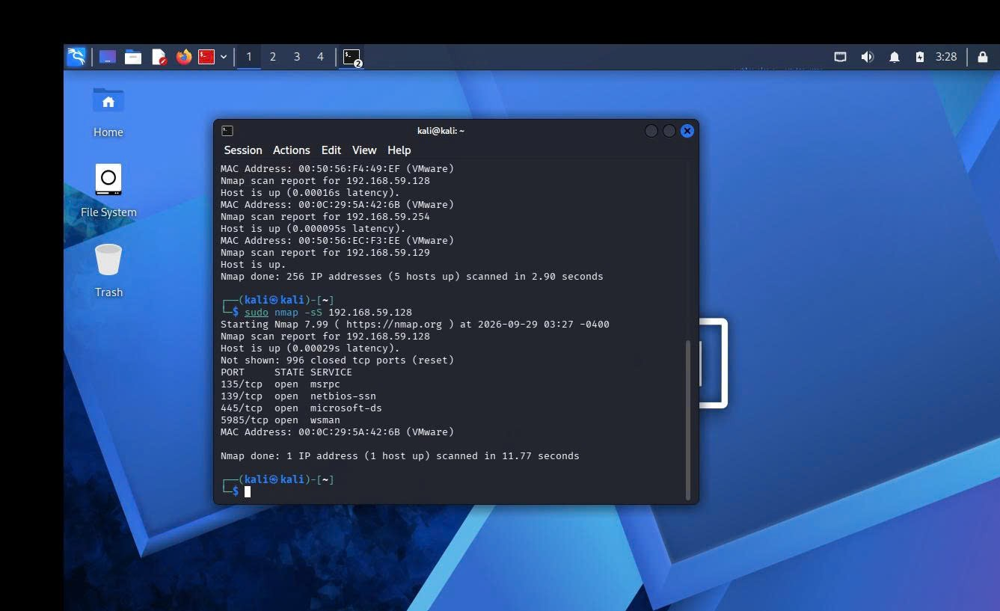 1 2 3 4 2 3:28
Home
File System
Trash
kali@kali: ~
Session Actions Edit View Help
MAC Address: 00:50:56:F4:49:EF (VMware)
Nmap scan report for 192.168.59.128
Host is up (0.00016s latency).
MAC Address: 00:0C:29:5A:42:6B (VMware)
Nmap scan report for 192.168.59.254
Host is up (0.000095s latency).
MAC Address: 00:50:56:EC:F3:EE (VMware)
Nmap scan report for 192.168.59.129
Host is up.
Nmap done: 256 IP addresses (5 hosts up) scanned in 2.90 seconds
┌──(kali㉿kali)-[~]
└─$ sudo nmap -sS 192.168.59.128
Starting Nmap 7.99 ( https://nmap.org ) at 2026-09-29 03:27 -0400
Nmap scan report for 192.168.59.128
Host is up (0.00029s latency).
Not shown: 996 closed tcp ports (reset)
PORT     STATE SERVICE
135/tcp  open  msrpc
139/tcp  open  netbios-ssn
445/tcp  open  microsoft-ds
5985/tcp open  wsman
MAC Address: 00:0C:29:5A:42:6B (VMware)
Nmap done: 1 IP address (1 host up) scanned in 11.77 seconds
┌──(kali㉿kali)-[~]
└─$